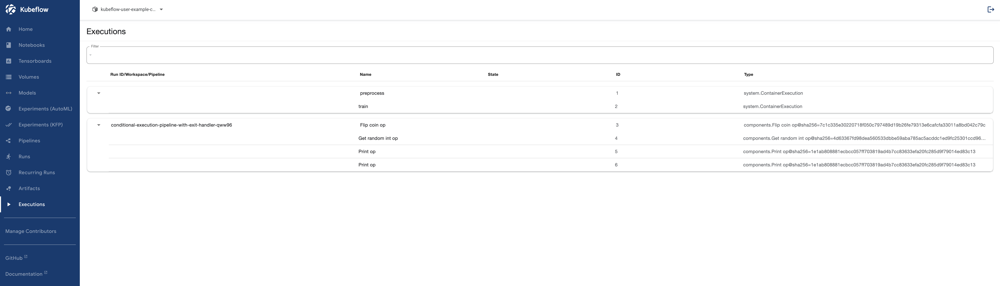 Kubeflow
kubeflow-user-example-c...
Home
Notebooks
Tensorboards
Volumes
Models
Experiments (AutoML)
Experiments (KFP)
Pipelines
Runs
Recurring Runs
Artifacts
Executions
Manage Contributors
GitHub
Documentation
Executions
Filter
Run ID/Workspace/Pipeline Name State ID Type
preprocess 1 system.ContainerExecution
train 2 system.ContainerExecution
conditional-execution-pipeline-with-exit-handler-qww96 Flip coin op 3 components.Flip coin op@sha256=7c1c335e30220718f050c797489d19b26fe79313e6cafcfa33011a8bd042c79c
Get random int op 4 components.Get random int op@sha256=4d63367fd98dea560533dbbe59aba785ac5acddc1ed9fc25301ccd96...
Print op 5 components.Print op@sha256=1e1ab808881ecbcc057ff703819ad4b7cc83633efa20fc285d9f79014ed83c13
Print op 6 components.Print op@sha256=1e1ab808881ecbcc057ff703819ad4b7cc83633efa20fc285d9f79014ed83c13